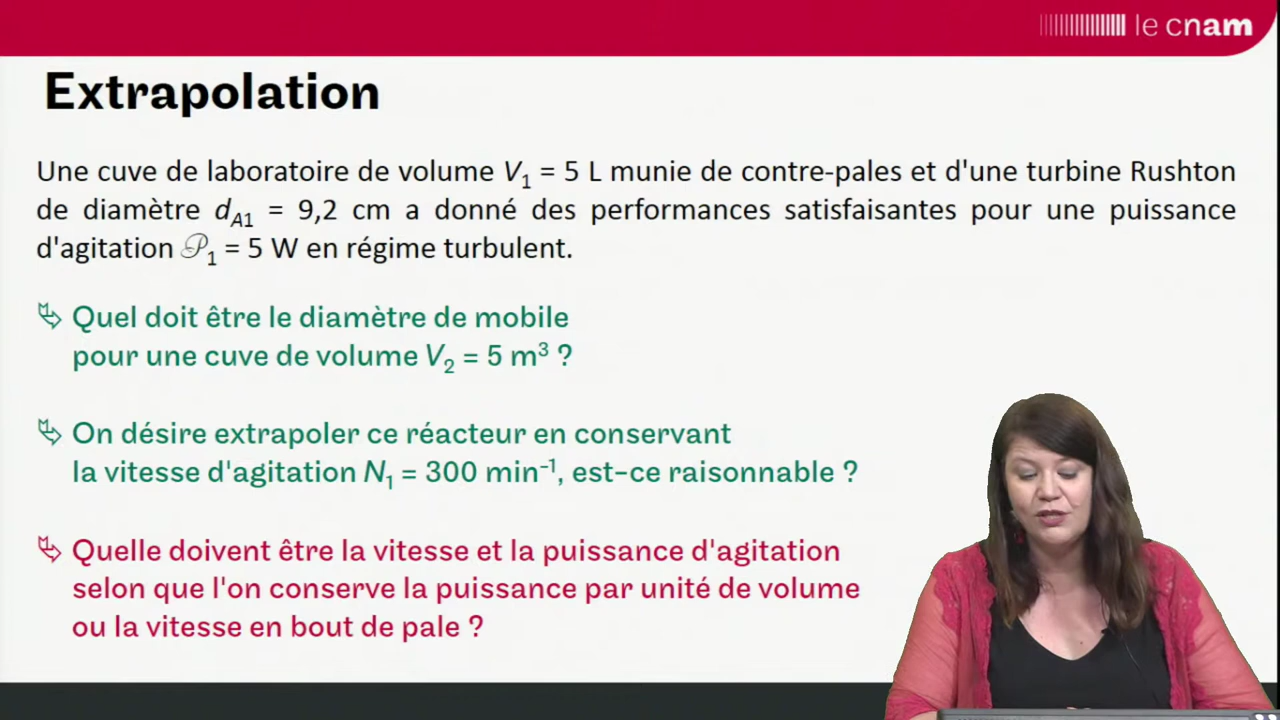 le cnam
Extrapolation
Une cuve de laboratoire de volume V₁ = 5 L munie de contre-pales et d'une turbine Rushton
de diamètre d_A1 = 9,2 cm a donné des performances satisfaisantes pour une puissance
d'agitation 𝒫₁ = 5 W en régime turbulent.
Quel doit être le diamètre de mobile
pour une cuve de volume V₂ = 5 m³ ?
On désire extrapoler ce réacteur en conservant
la vitesse d'agitation N₁ = 300 min⁻¹, est-ce raisonnable ?
Quelle doivent être la vitesse et la puissance d'agitation
selon que l'on conserve la puissance par unité de volume
ou la vitesse en bout de pale ?